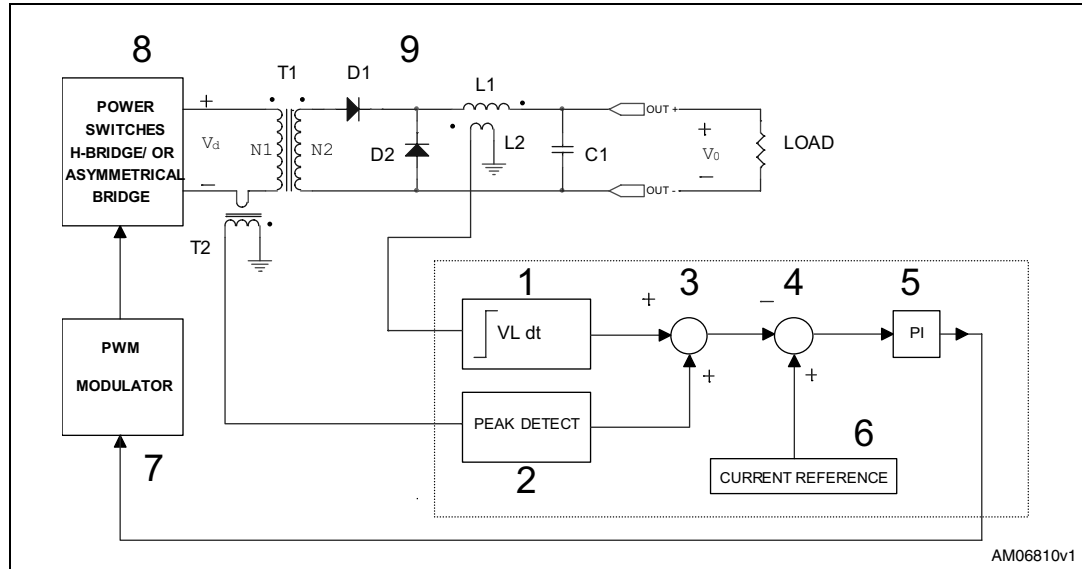 8
9
T1
D1
L1
POWER
SWITCHES
H-BRIDGE/ OR
ASYMMETRICAL
BRIDGE
+
Vd
−
N1
N2
D2
L2
C1
OUT +
OUT -
+
V0
−
LOAD
T2
1
3
4
5
VL dt
+
−
PI
PWM
MODULATOR
+
+
PEAK DETECT
6
2
CURRENT REFERENCE
7
AM06810v1